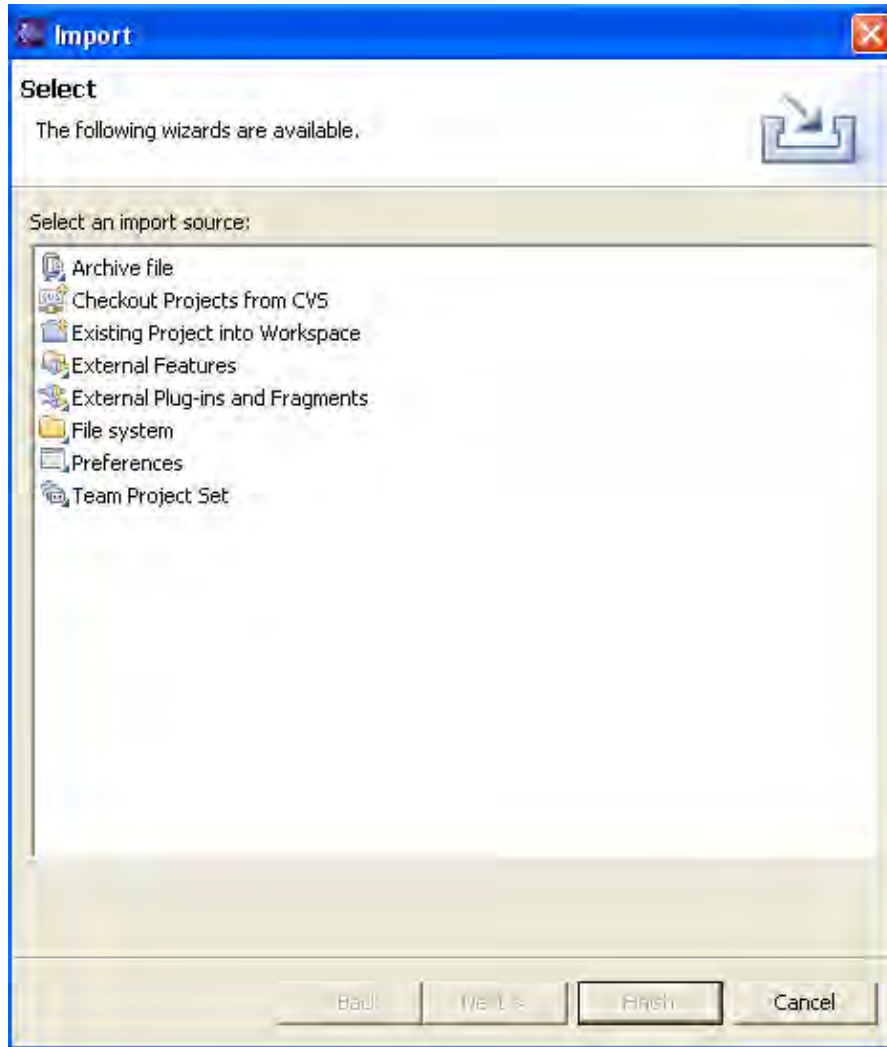 Import
Select
The following wizards are available.
Select an import source:
Archive file
Checkout Projects from CVS
Existing Project into Workspace
External Features
External Plug-ins and Fragments
File system
Preferences
Team Project Set
Finish
Cancel